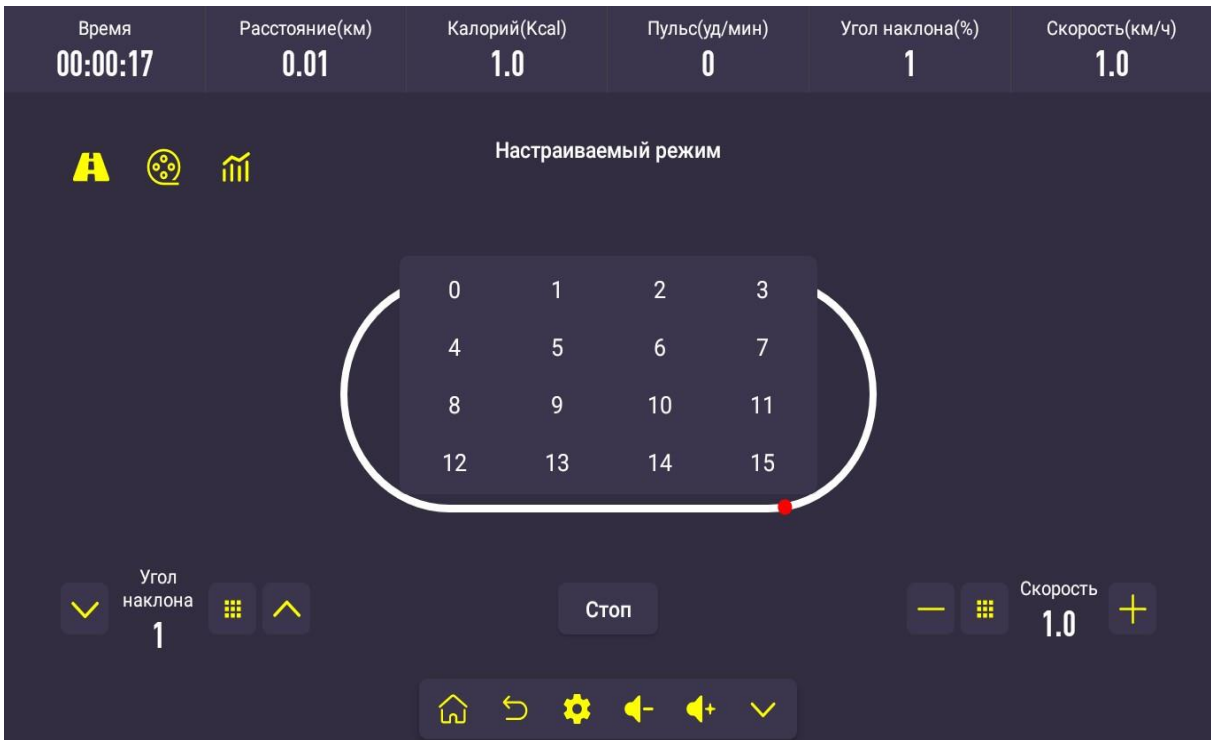 Время Расстояние(км) Калорий(Kcal) Пульс(уд/мин) Угол наклона(%) Скорость(км/ч)
00:00:17 0.01 1.0 0 1 1.0
Настраиваемый режим
0 1 2 3
4 5 6 7
8 9 10 11
12 13 14 15
Угол
наклона
1
Стоп
Скорость
1.0